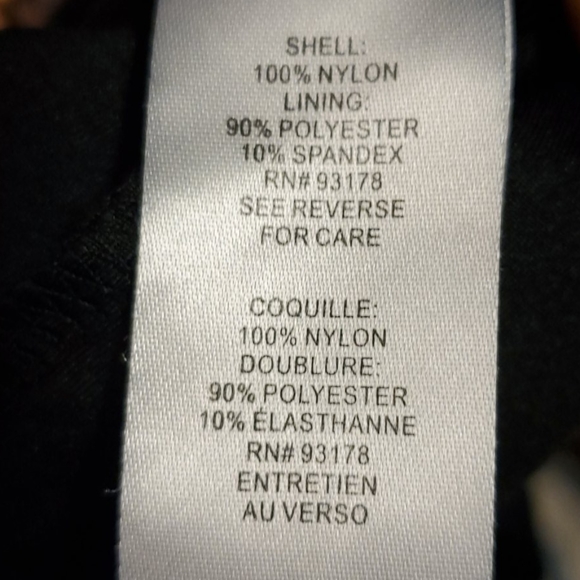 SHELL:
100% NYLON
LINING:
90% POLYESTER
10% SPANDEX
RN# 93178
SEE REVERSE
FOR CARE
COQUILLE:
100% NYLON
DOUBLURE:
90% POLYESTER
10% ÉLASTHANNE
RN# 93178
ENTRETIEN
AU VERSO